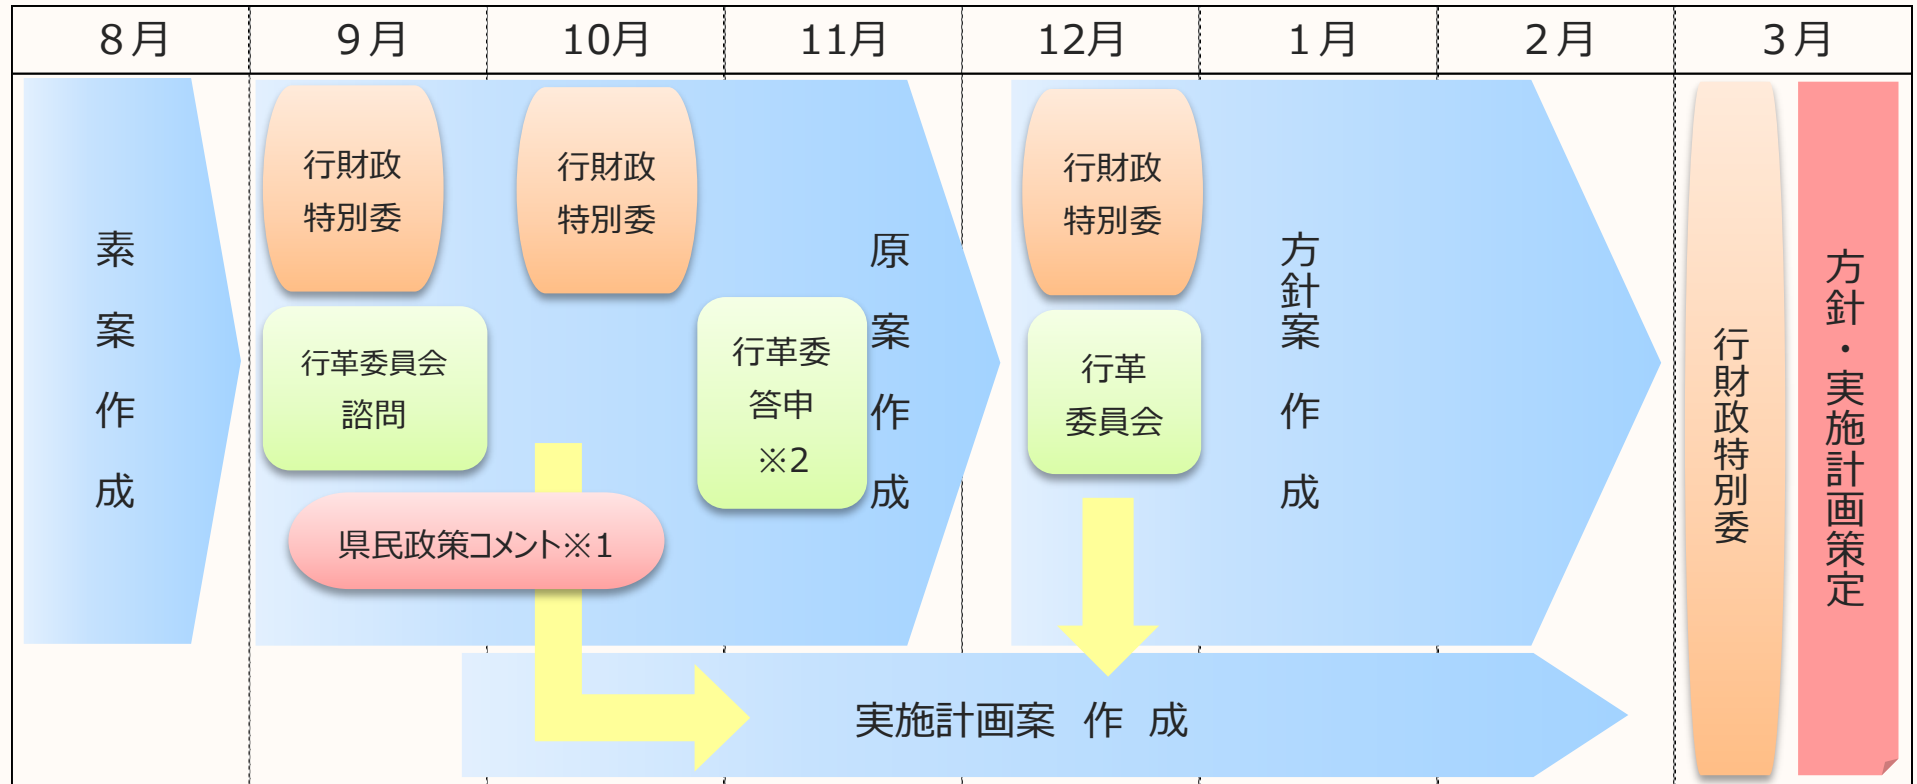 8月
9月
10月
11月
12月
1月
2月
3月
素案作成
行財政
特別委
行革委員会
諮問
県民政策コメント※1
行財政
特別委
行革委
答申
※2
原案作成
行財政
特別委
行革
委員会
方針案作成
実施計画案 作 成
行財政特別委
方針・実施計画策定